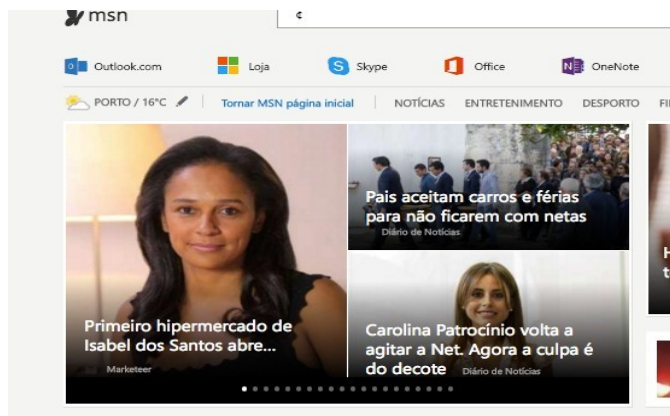 msn
¢
Outlook.com
Loja
Skype
Office
OneNote
PORTO / 16°C
Tornar MSN página inicial
NOTÍCIAS
ENTRETENIMENTO
DESPORTO
Primeiro hipermercado de
Isabel dos Santos abre...
Marketeer
Pais aceitam carros e férias
para não ficarem com netas
Diário de Notícias
Carolina Patrocínio volta a
agitar a Net. Agora a culpa é
do decote Diário de Notícias